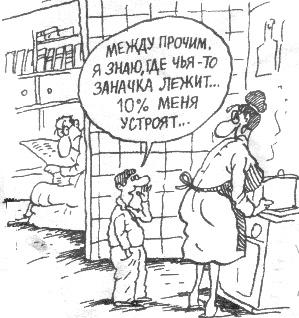 МЕЖДУ ПРОЧИМ,
Я ЗНАЮ, ГДЕ ЧЬЯ-ТО
ЗАНАЧКА ЛЕЖИТ...
10% МЕНЯ
УСТРОЯТ...